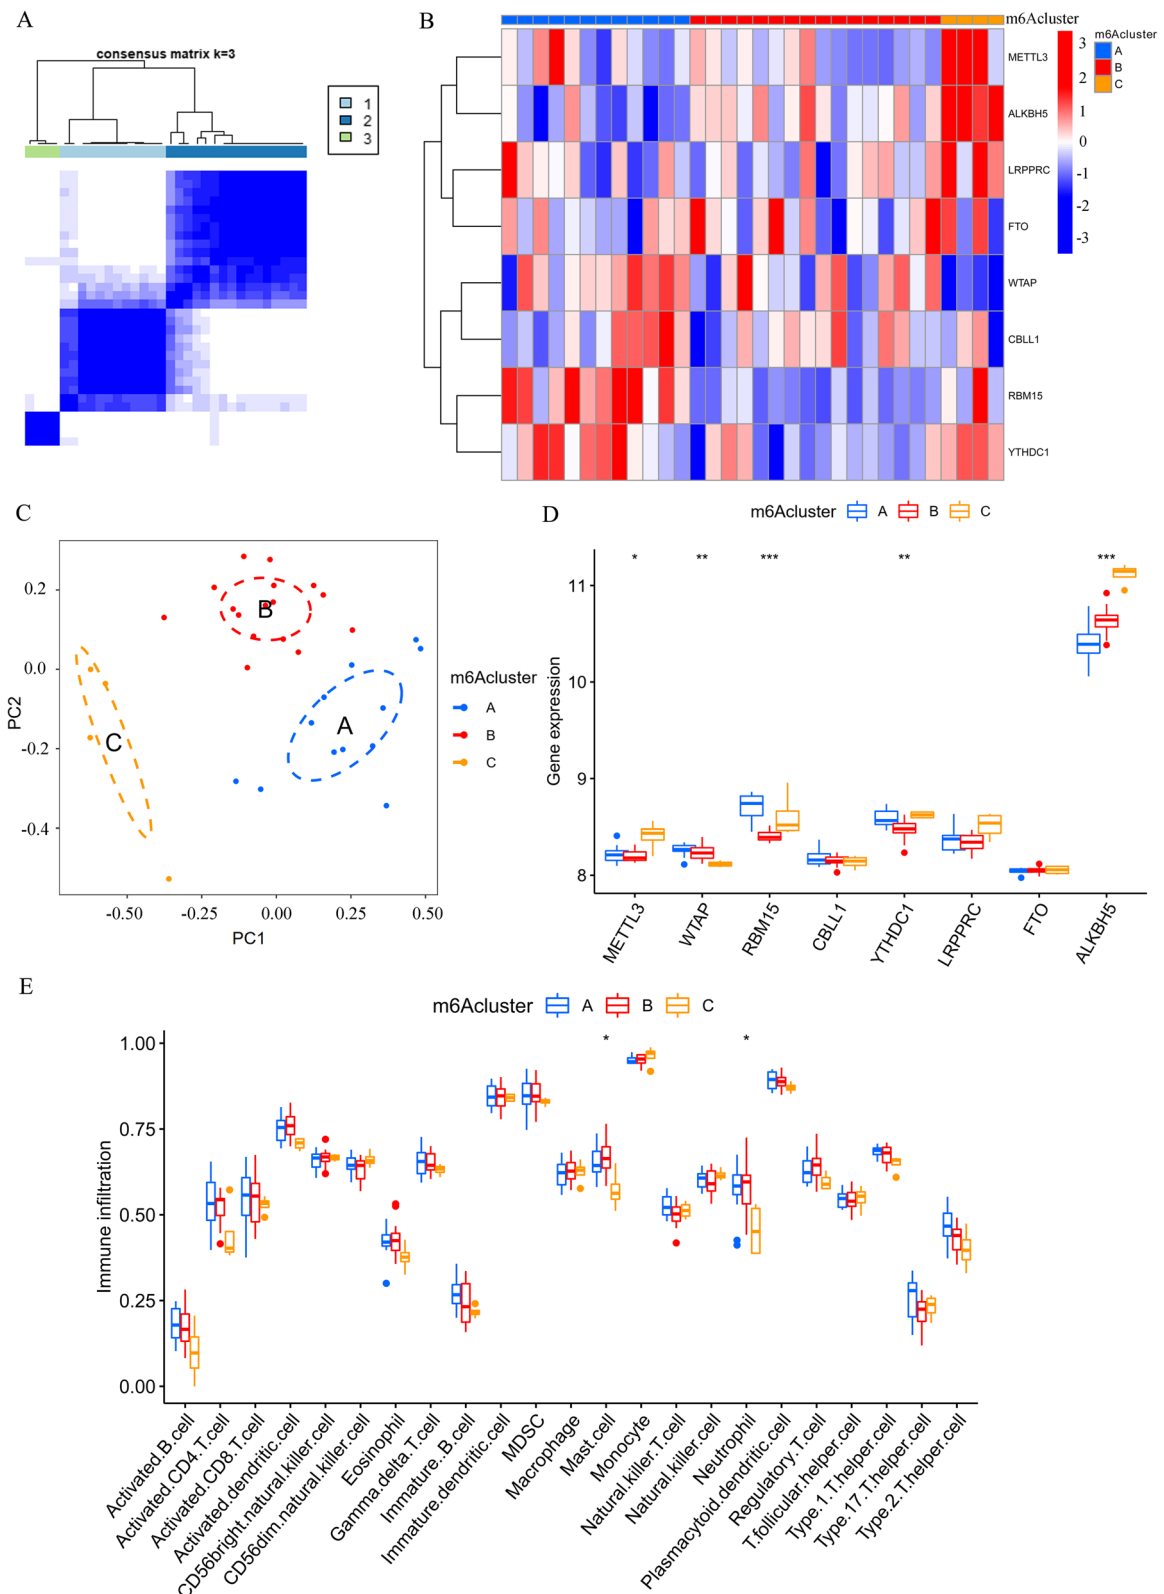 A
consensus matrix k=3
1
2
3
B
m6Acluster
METTL3
ALKBH5
LRPPRC
FTO
WTAP
CBLL1
RBM15
YTHDC1
3
2
1
0
-1
-2
-3
m6Acluster
A
B
C
C
0.2
0.0
-0.2
-0.4
PC2
B
A
C
-0.50
-0.25
0.00
0.25
0.50
PC1
m6Acluster
A
B
C
D
m6Acluster A B C
* ** *** ** ***
11
10
9
8
Gene expression
METTL3
WTAP
RBM15
CBLL1
YTHDC1
LRPPRC
FTO
ALKBH5
E
m6Acluster A B C
* *
1.00
0.75
0.50
0.25
0.00
Immune infiltration
Activated.B.cell
Activated.CD4.T.cell
Activated.CD8.T.cell
Activated.dendritic.cell
CD56bright.natural.killer.cell
CD56dim.natural.killer.cell
Eosinophil
Gamma.delta.T.cell
Immature..B.cell
Immature.dendritic.cell
MDSC
Macrophage
Mast.cell
Monocyte
Natural.killer.T.cell
Natural.killer.cell
Neutrophil
Plasmacytoid.dendritic.cell
Regulatory.T.cell
T.follicular.helper.cell
Type.1.T.helper.cell
Type.17.T.helper.cell
Type.2.T.helper.cell